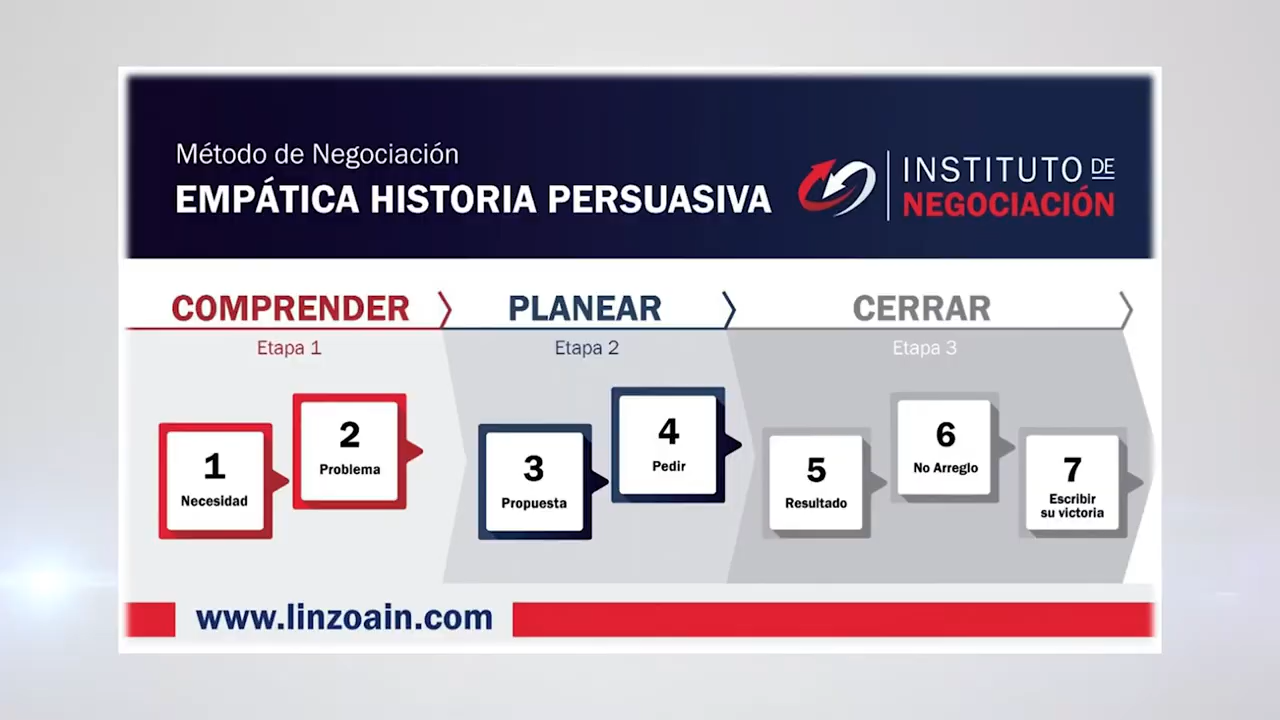 Método de Negociación
EMPÁTICA HISTORIA PERSUASIVA
INSTITUTO DE
NEGOCIACIÓN
COMPRENDER
Etapa 1
PLANEAR
Etapa 2
CERRAR
Etapa 3
1
Necesidad
2
Problema
3
Propuesta
4
Pedir
5
Resultado
6
No Arreglo
7
Escribir
su victoria
www.linzoain.com